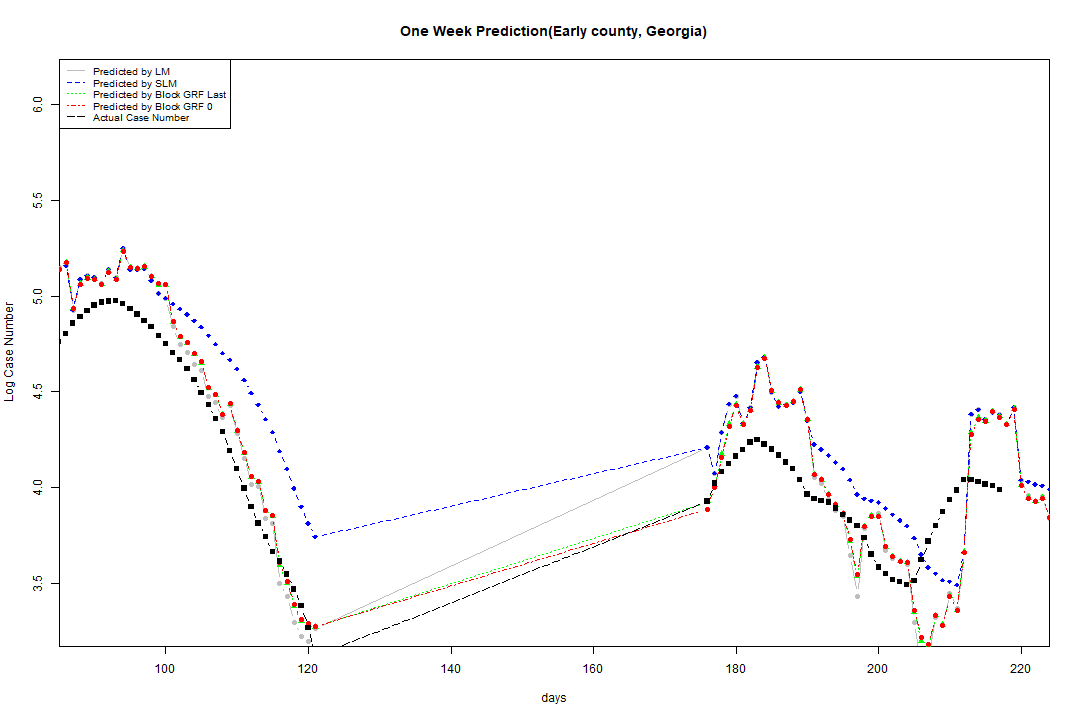 One Week Prediction(Early county, Georgia)
Predicted by LM
Predicted by SLM
Predicted by Block GRF Last
Predicted by Block GRF 0
Actual Case Number
6.0
5.5
5.0
4.5
4.0
3.5
Log Case Number
100 120 140 160 180 200 220
days